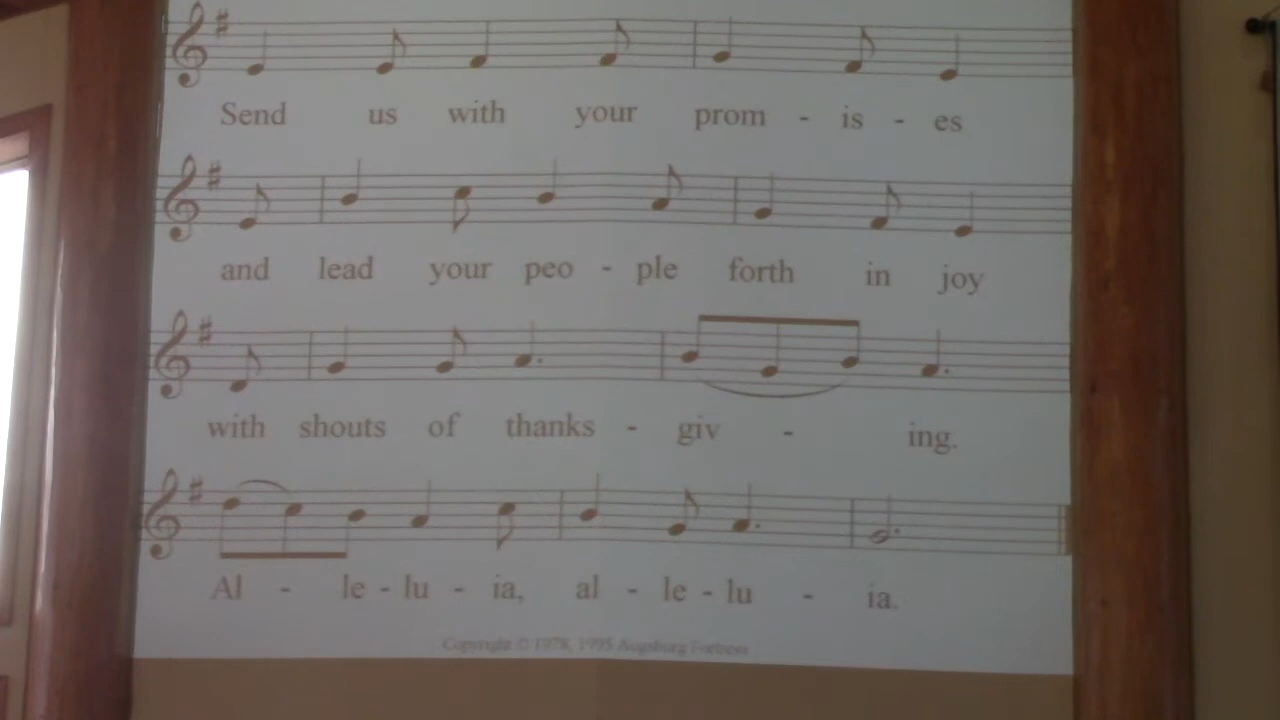 Send us with your prom - is - es
and lead your peo - ple forth in joy
with shouts of thanks - giv - ing.
Al - le - lu - ia, al - le - lu - ia.
Copyright © 1978, 1995 Augsburg Fortress